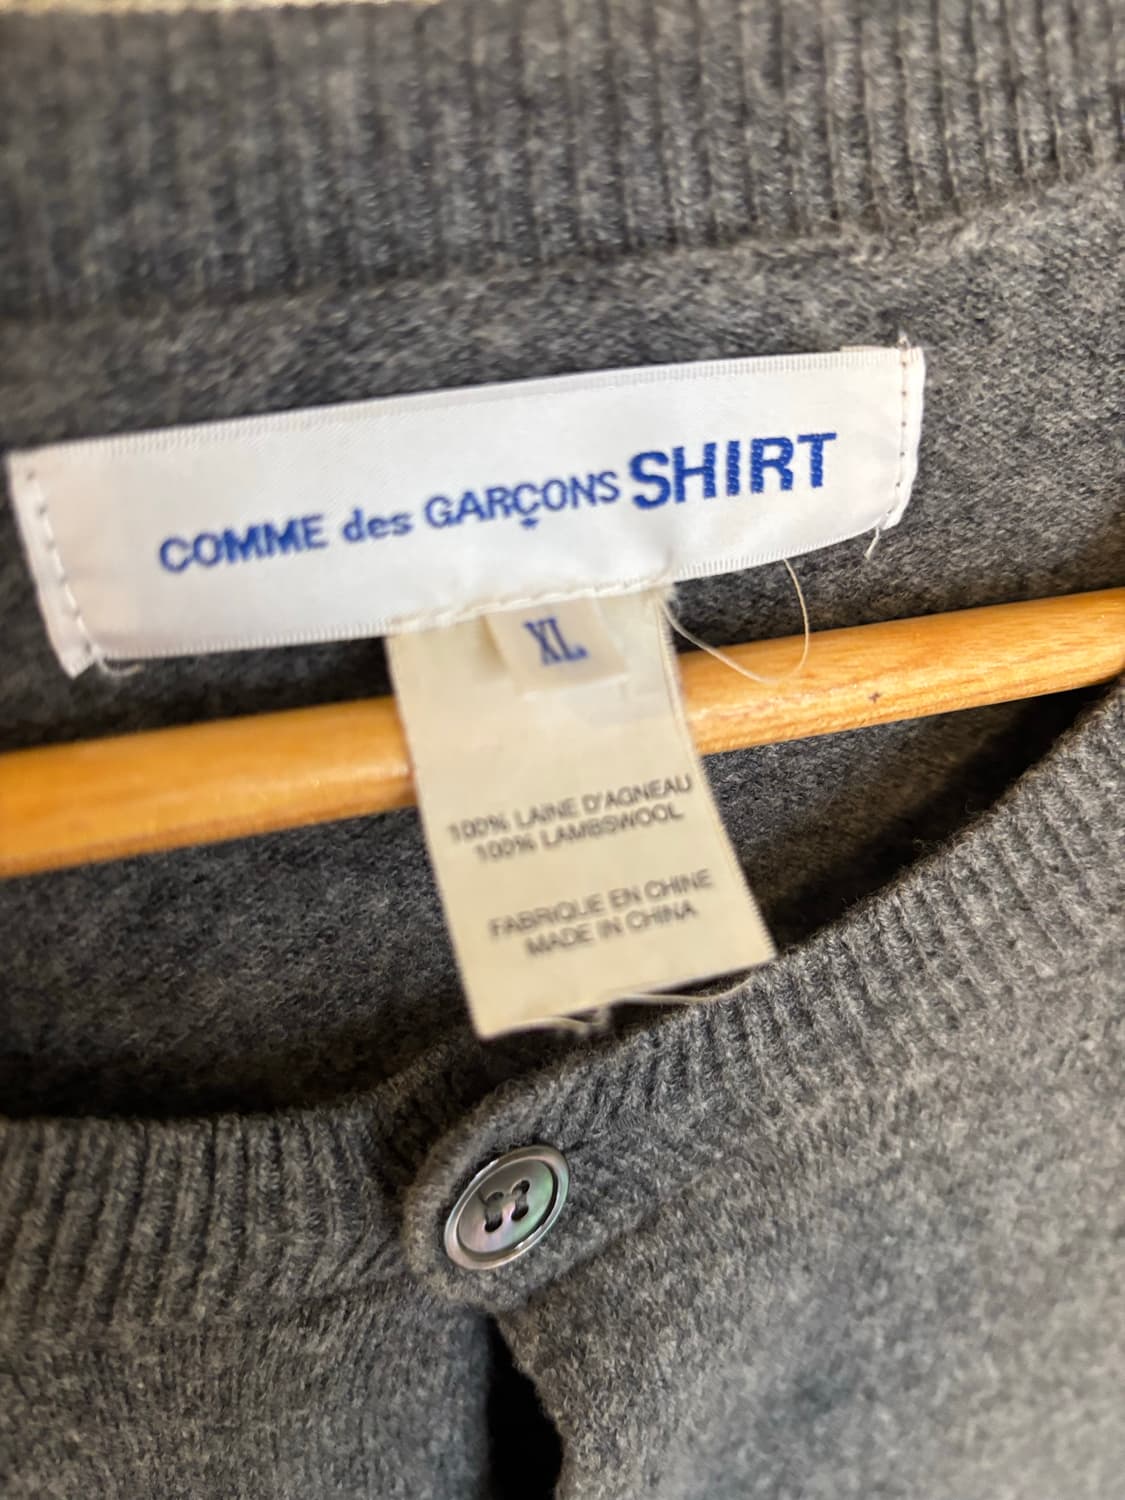 COMME des GARÇONS SHIRT
XL
100% LAINE D'AGNEAU
100% LAMBSWOOL
FABRIQUE EN CHINE
MADE IN CHINA